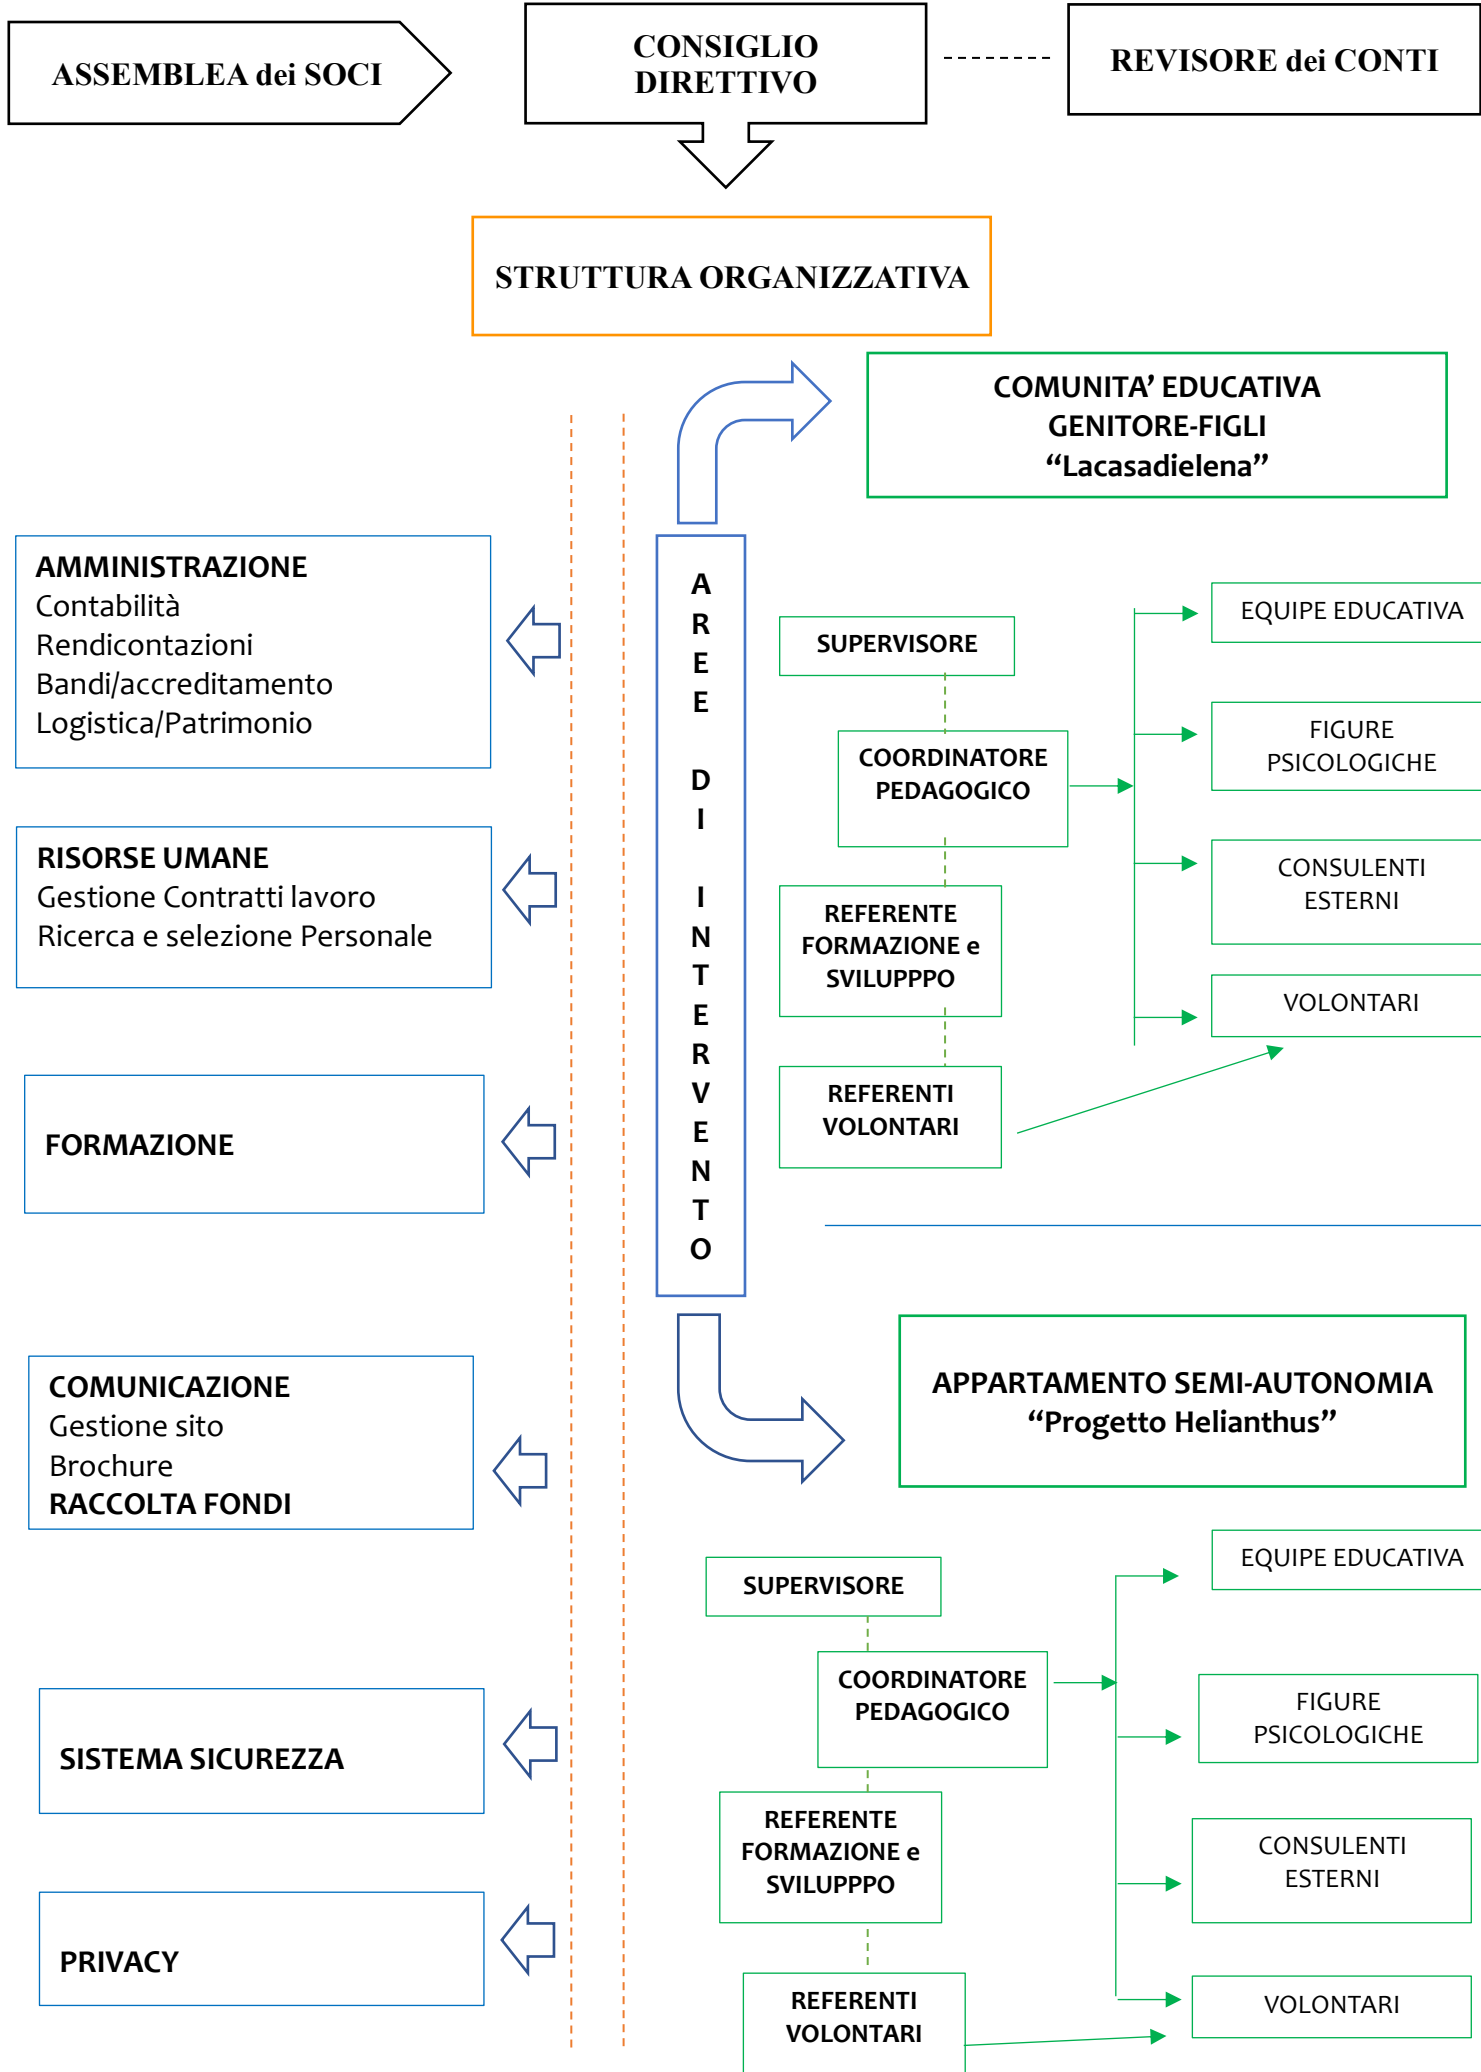 ASSEMBLEA dei SOCI
CONSIGLIO
DIRETTIVO
REVISORE dei CONTI
STRUTTURA ORGANIZZATIVA
AMMINISTRAZIONE
Contabilità
Rendicontazioni
Bandi/accreditamento
Logistica/Patrimonio
RISORSE UMANE
Gestione Contratti lavoro
Ricerca e selezione Personale
FORMAZIONE
COMUNICAZIONE
Gestione sito
Brochure
RACCOLTA FONDI
SISTEMA SICUREZZA
PRIVACY
AREE DI INTERVENTO
COMUNITA’ EDUCATIVA
GENITORE-FIGLI
“Lacasadielena”
SUPERVISORE
COORDINATORE
PEDAGOGICO
REFERENTE
FORMAZIONE e
SVILUPPPO
REFERENTI
VOLONTARI
EQUIPE EDUCATIVA
FIGURE
PSICOLOGICHE
CONSULENTI
ESTERNI
VOLONTARI
APPARTAMENTO SEMI-AUTONOMIA
“Progetto Helianthus”
SUPERVISORE
COORDINATORE
PEDAGOGICO
REFERENTE
FORMAZIONE e
SVILUPPPO
REFERENTI
VOLONTARI
EQUIPE EDUCATIVA
FIGURE
PSICOLOGICHE
CONSULENTI
ESTERNI
VOLONTARI